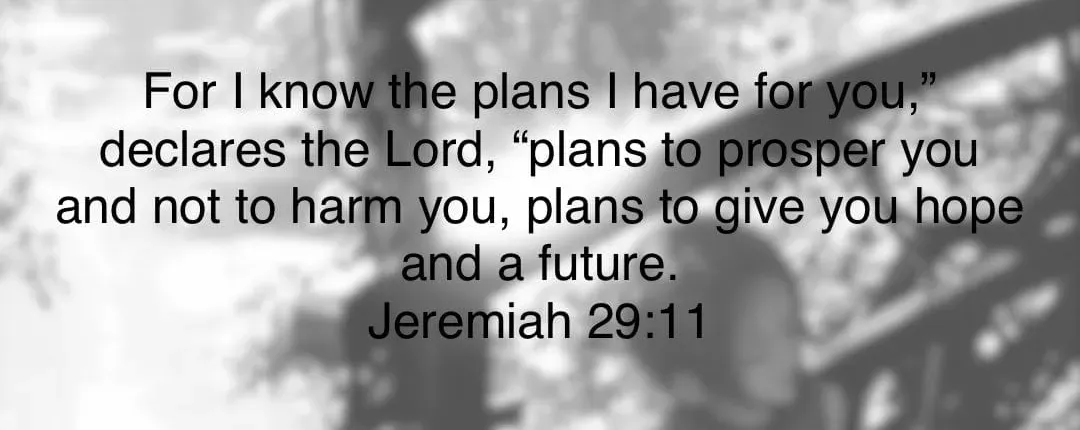 For I know the plans I have for you,”
declares the Lord, “plans to prosper you
and not to harm you, plans to give you hope
and a future.
Jeremiah 29:11